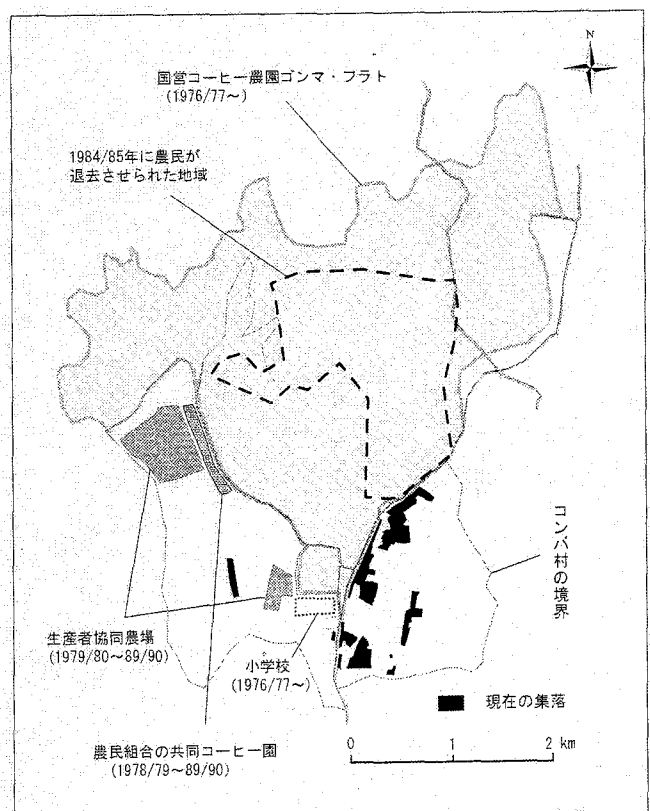 N
国営コーヒー農園ゴンマ・フラト
(1976/77～)
1984/85年に農民が
退去させられた地域
コンバ村の境界
生産者協同農場
(1979/80～89/90)
小学校
(1976/77～)
現在の集落
農民組合の共同コーヒー園
(1978/79～89/90)
0 1 2 km